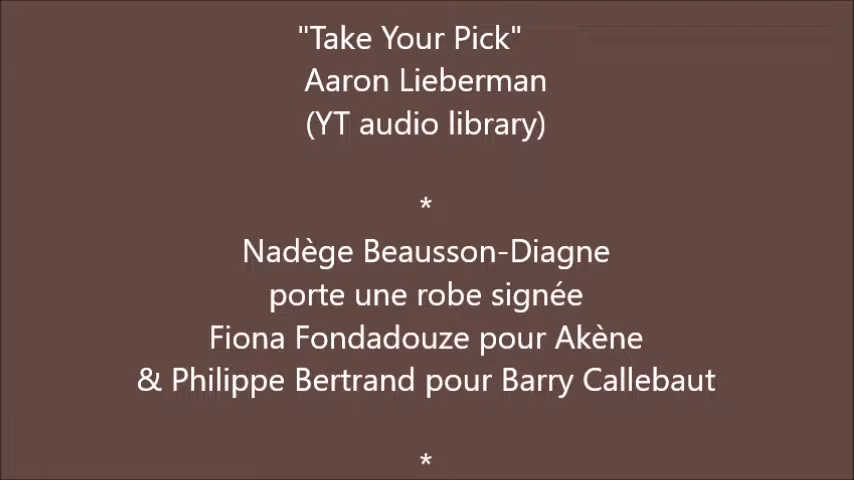 "Take Your Pick"
Aaron Lieberman
(YT audio library)
*
Nadège Beausson-Diagne
porte une robe signée
Fiona Fondadouze pour Akène
& Philippe Bertrand pour Barry Callebaut
*